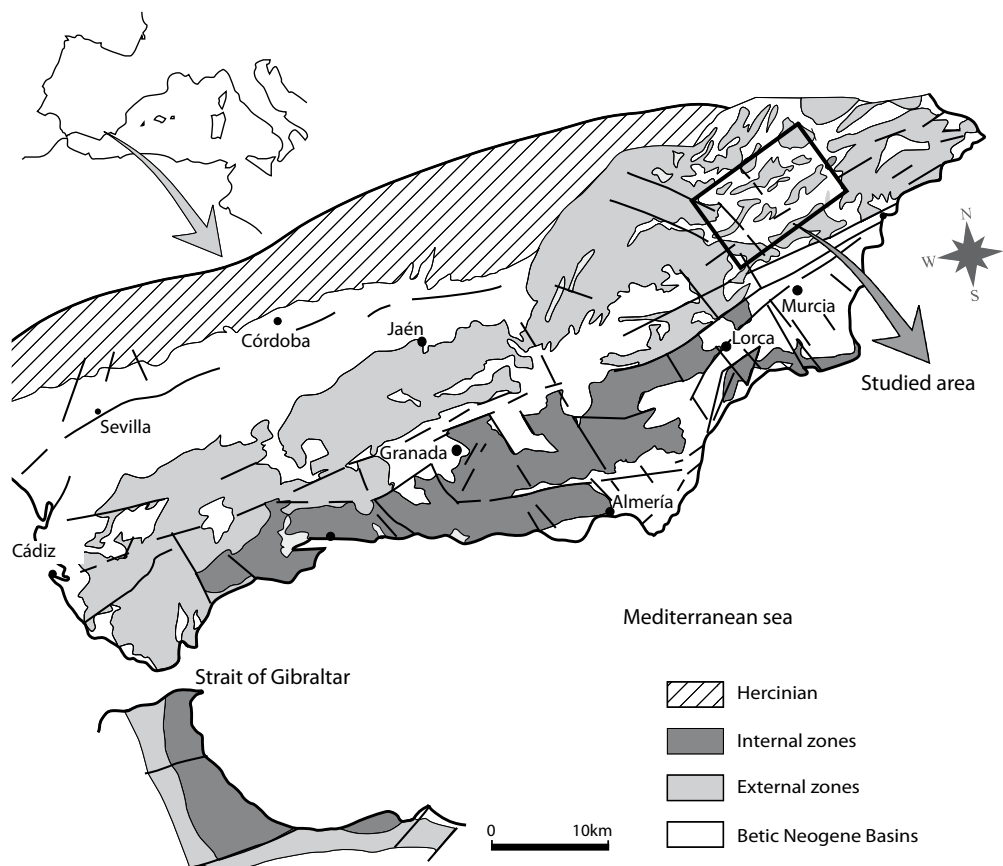 N
W
S
Murcia
Córdoba
Jaén
Lorca
Studied area
Sevilla
Granada
Almería
Cádiz
Mediterranean sea
Strait of Gibraltar
Hercinian
Internal zones
External zones
0 10km
Betic Neogene Basins